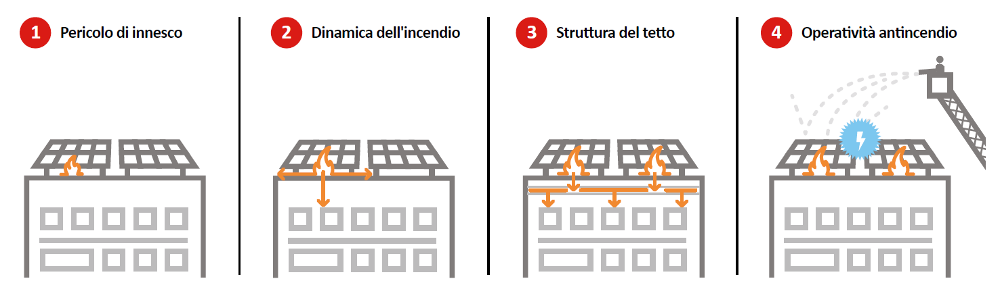 1 Pericolo di innesco
2 Dinamica dell'incendio
3 Struttura del tetto
4 Operatività antincendio